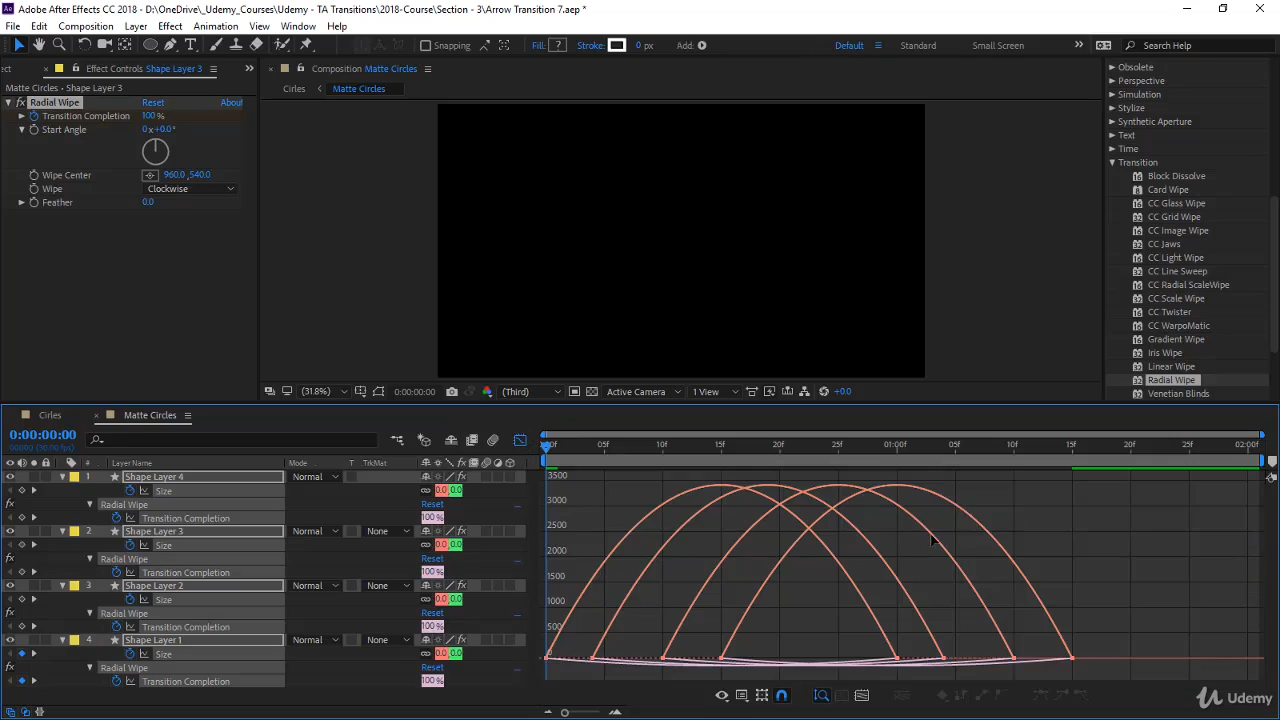 Adobe After Effects CC 2018 - D:\OneDrive\_Udemy_Courses\Udemy - TA Transitions\2018-Course\Section - 3\Arrow Transition 7.aep *
File Edit Composition Layer Effect Animation View Window Help
Snapping Fill: ? Stroke: 0 px Add: Default Standard Small Screen Search Help
Effect Controls Shape Layer 3
Matte Circles · Shape Layer 3
fx Radial Wipe Reset About
Transition Completion 100 %
Start Angle 0x+0.0°
Wipe Center 960.0,540.0
Wipe Clockwise
Feather 0.0
Composition Matte Circles
Cirles Matte Circles
(31.8%) 0:00:00:00 (Third) Active Camera 1 View +0.0
Obsolete
Perspective
Simulation
Stylize
Synthetic Aperture
Text
Time
Transition
Block Dissolve
Card Wipe
CC Glass Wipe
CC Grid Wipe
CC Image Wipe
CC Jaws
CC Light Wipe
CC Line Sweep
CC Radial ScaleWipe
CC Scale Wipe
CC Twister
CC WarpoMatic
Gradient Wipe
Iris Wipe
Linear Wipe
Radial Wipe
Venetian Blinds
Cirles Matte Circles
0:00:00:00
# Layer Name Mode T TrkMat
1 Shape Layer 4 Normal
Size 0.0,0.0
Radial Wipe Reset
Transition Completion 100 %
2 Shape Layer 3 Normal None
Size 0.0,0.0
Radial Wipe Reset
Transition Completion 100 %
3 Shape Layer 2 Normal None
Size 0.0,0.0
Radial Wipe Reset
Transition Completion 100 %
4 Shape Layer 1 Normal None
Size 0.0,0.0
Radial Wipe Reset
Transition Completion 100 %
05f 10f 15f 20f 25f 01:00f 05f 10f 15f 20f 25f 02:00f
3500
3000
2500
2000
1500
1000
500
0
Udemy